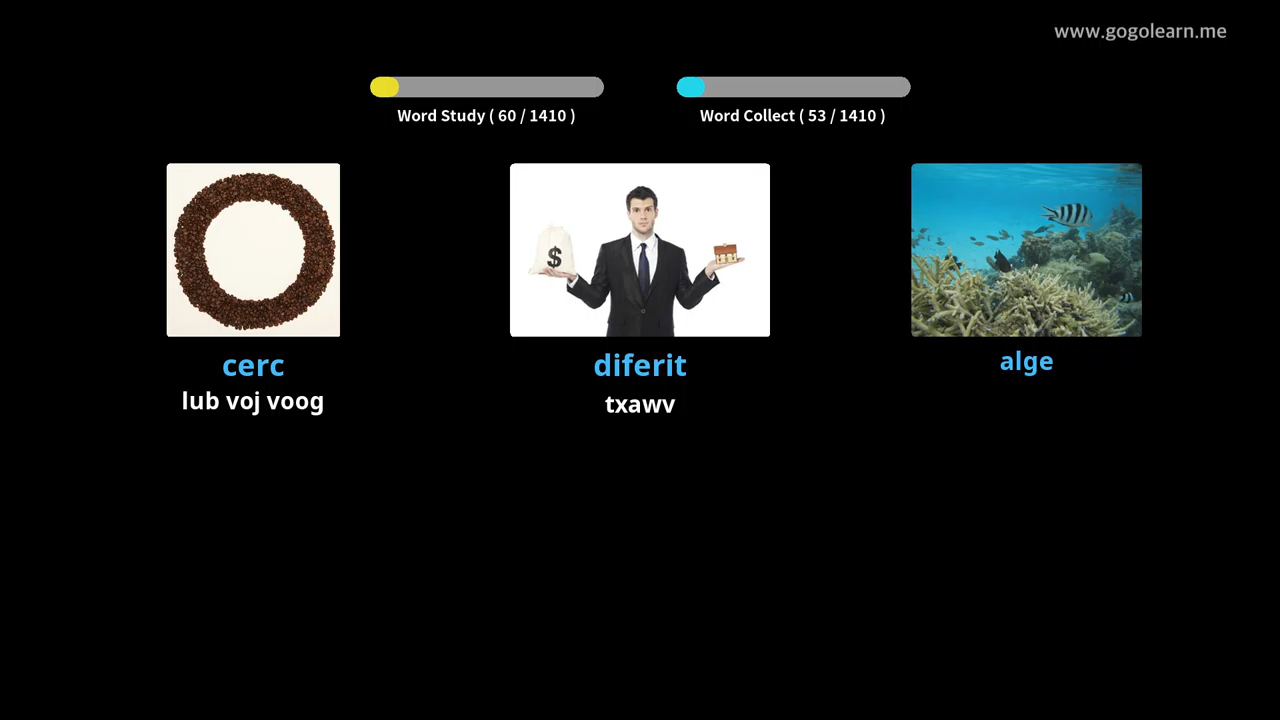 www.gogolearn.me
Word Study ( 60 / 1410 )
Word Collect ( 53 / 1410 )
$
cerc
lub voj voog
diferit
txawv
alge